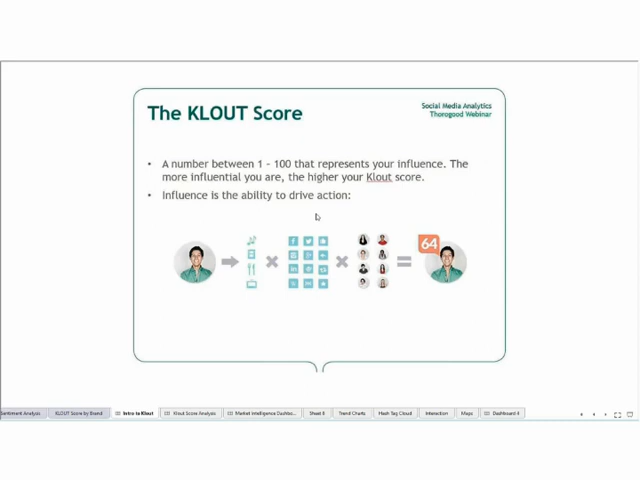 The KLOUT Score
Social Media Analytics
Thorogood Webinar
• A number between 1 - 100 that represents your influence. The
more influential you are, the higher your Klout score.
• Influence is the ability to drive action:
64
Sentiment Analysis KLOUT Score by Brand Intro to Klout Klout Score Analysis Market Intelligence Dashbo... Sheet 8 Trend Charts Hash Tag Cloud Interaction Maps Dashboard 4